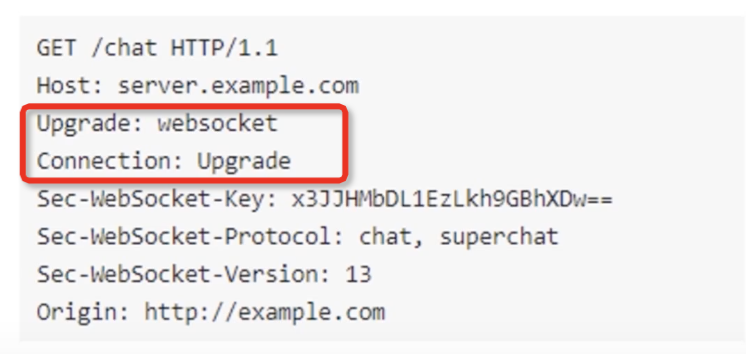 GET /chat HTTP/1.1
Host: server.example.com
Upgrade: websocket
Connection: Upgrade
Sec-WebSocket-Key: x3JJHMbDL1EzLkh9GBhXDw==
Sec-WebSocket-Protocol: chat, superchat
Sec-WebSocket-Version: 13
Origin: http://example.com